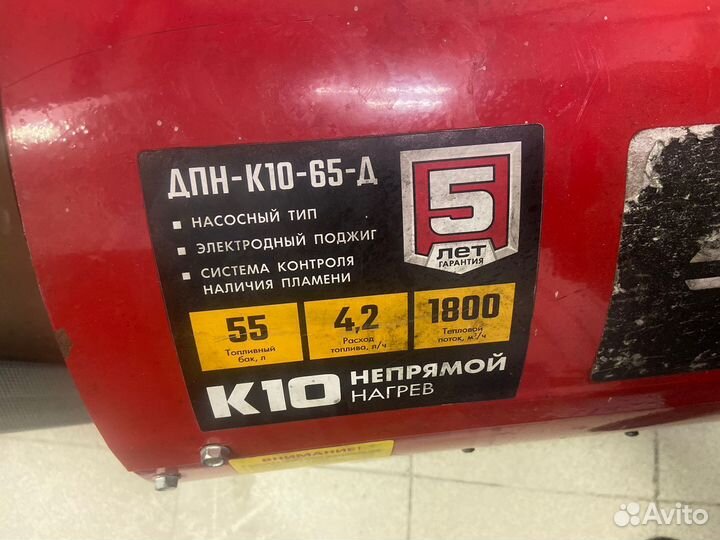 ДПН-К10-65-Д
▪ НАСОСНЫЙ ТИП
▪ ЭЛЕКТРОДНЫЙ ПОДЖИГ
▪ СИСТЕМА КОНТРОЛЯ
НАЛИЧИЯ ПЛАМЕНИ
5
ЛЕТ
ГАРАНТИЯ
55
Топливный
бак, л
4,2
Расход
топлива, л/ч
1800
Тепловой
поток, м³/ч
К10 НЕПРЯМОЙ
НАГРЕВ
ВНИМАНИЕ!
Avito